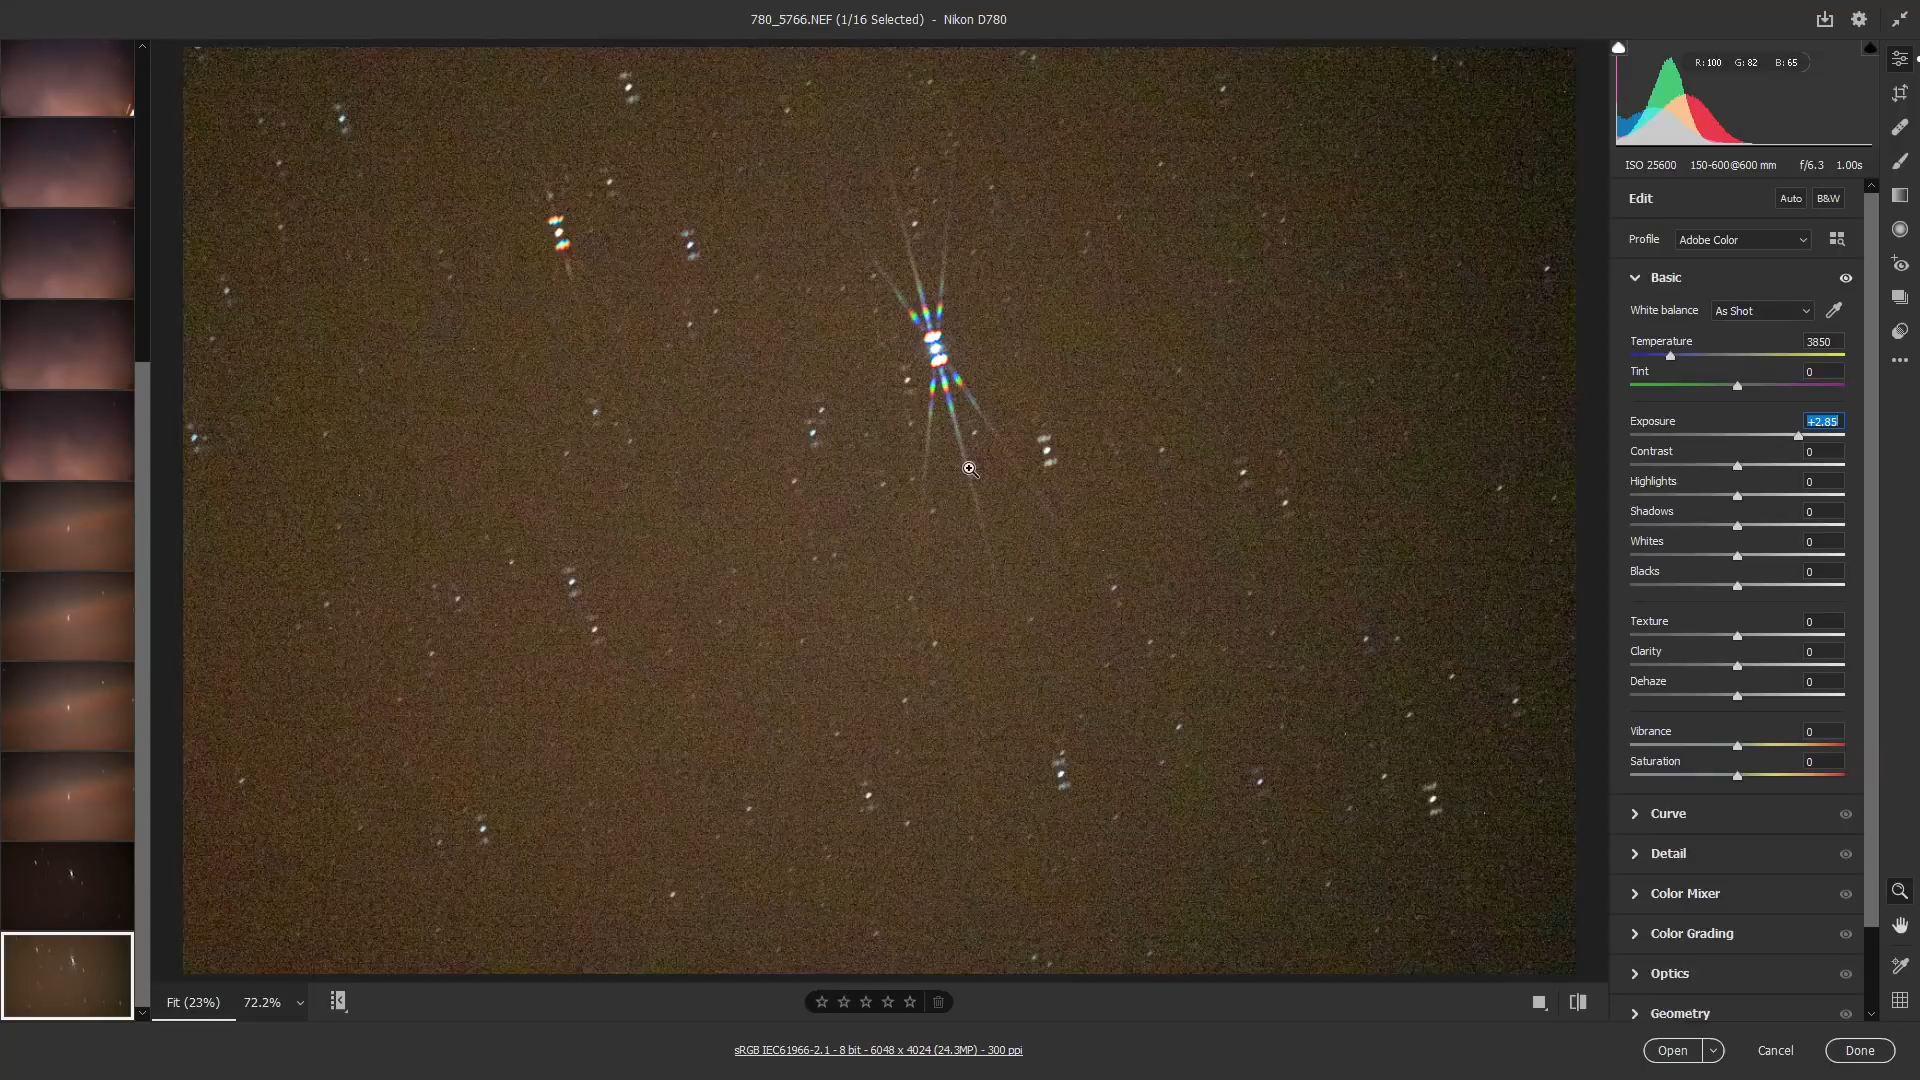 780_5766.NEF (1/16 Selected) - Nikon D780
R: 100 G: 82 B: 65
ISO 25600 150-600@600 mm f/6.3 1.00s
Edit Auto B&W
Profile Adobe Color
Basic
White balance As Shot
Temperature 3850
Tint 0
Exposure +2.85
Contrast 0
Highlights 0
Shadows 0
Whites 0
Blacks 0
Texture 0
Clarity 0
Dehaze 0
Vibrance 0
Saturation 0
Curve
Detail
Color Mixer
Color Grading
Optics
Geometry
Fit (23%) 72.2%
sRGB IEC61966-2.1 - 8 bit - 6048 x 4024 (24.3MP) - 300 ppi
Open Cancel Done